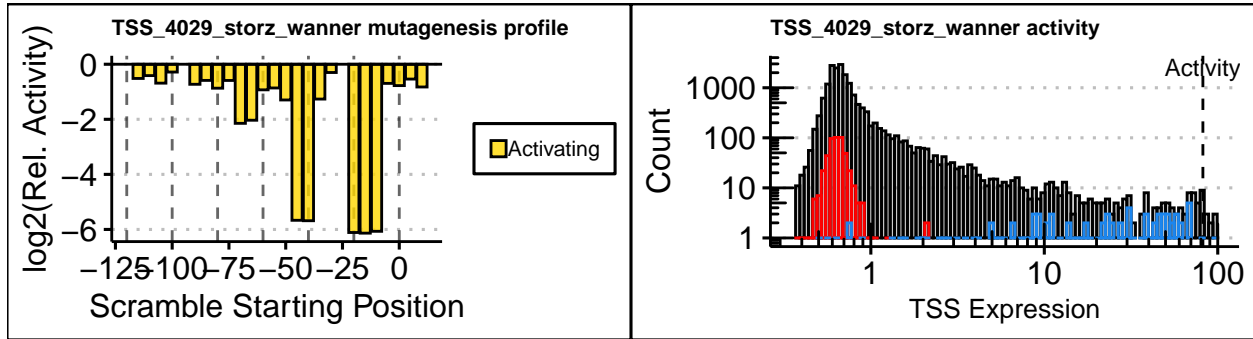 TSS_4029_storz_wanner mutagenesis profile
log2(Rel. Activity)
0
−2
−4
−6
−125
−100
−75
−50
−25
0
Scramble Starting Position
Activating
TSS_4029_storz_wanner activity
Activity
Count
1000
100
10
1
1
10
100
TSS Expression